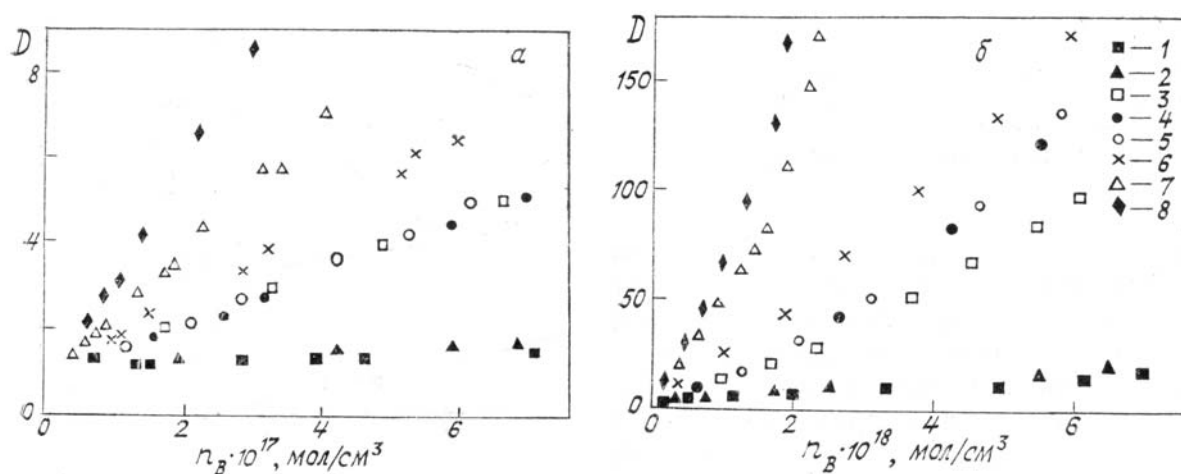 D
8
4
0
а
0
2
4
6
n_B·10^17, мол/см^3
D
150
100
50
0
б
0
2
4
6
n_B·10^18, мол/см^3
■ — 1
▲ — 2
□ — 3
● — 4
○ — 5
× — 6
△ — 7
♦ — 8